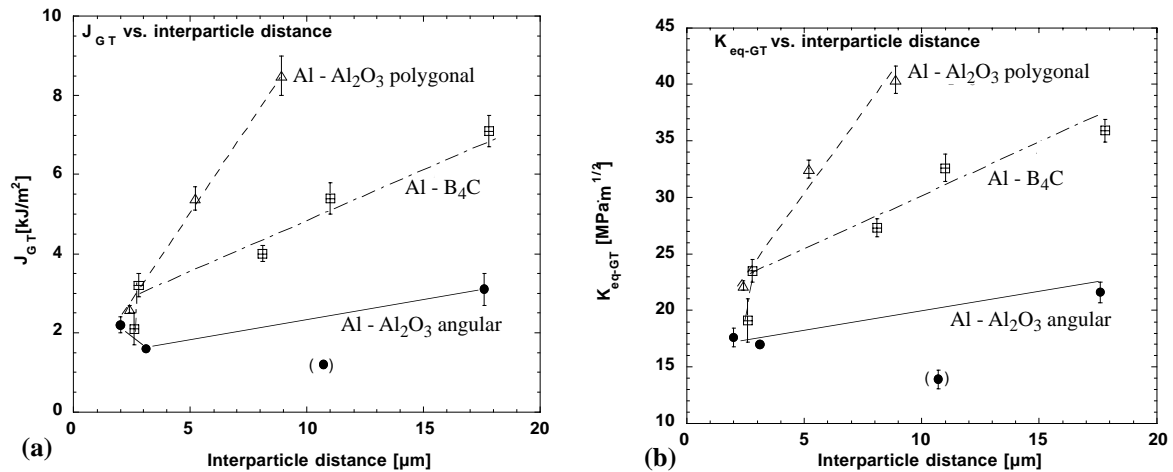 J GT vs. interparticle distance
10
8
6
4
2
0
J GT [kJ/m²]
Al - Al₂O₃ polygonal
Al - B₄C
Al - Al₂O₃ angular
( )
0 5 10 15 20
Interparticle distance [µm]
(a)
K eq-GT vs. interparticle distance
45
40
35
30
25
20
15
10
K eq-GT [MPa·m^1/2]
Al - Al₂O₃ polygonal
Al - B₄C
Al - Al₂O₃ angular
( )
0 5 10 15 20
Interparticle distance [µm]
(b)